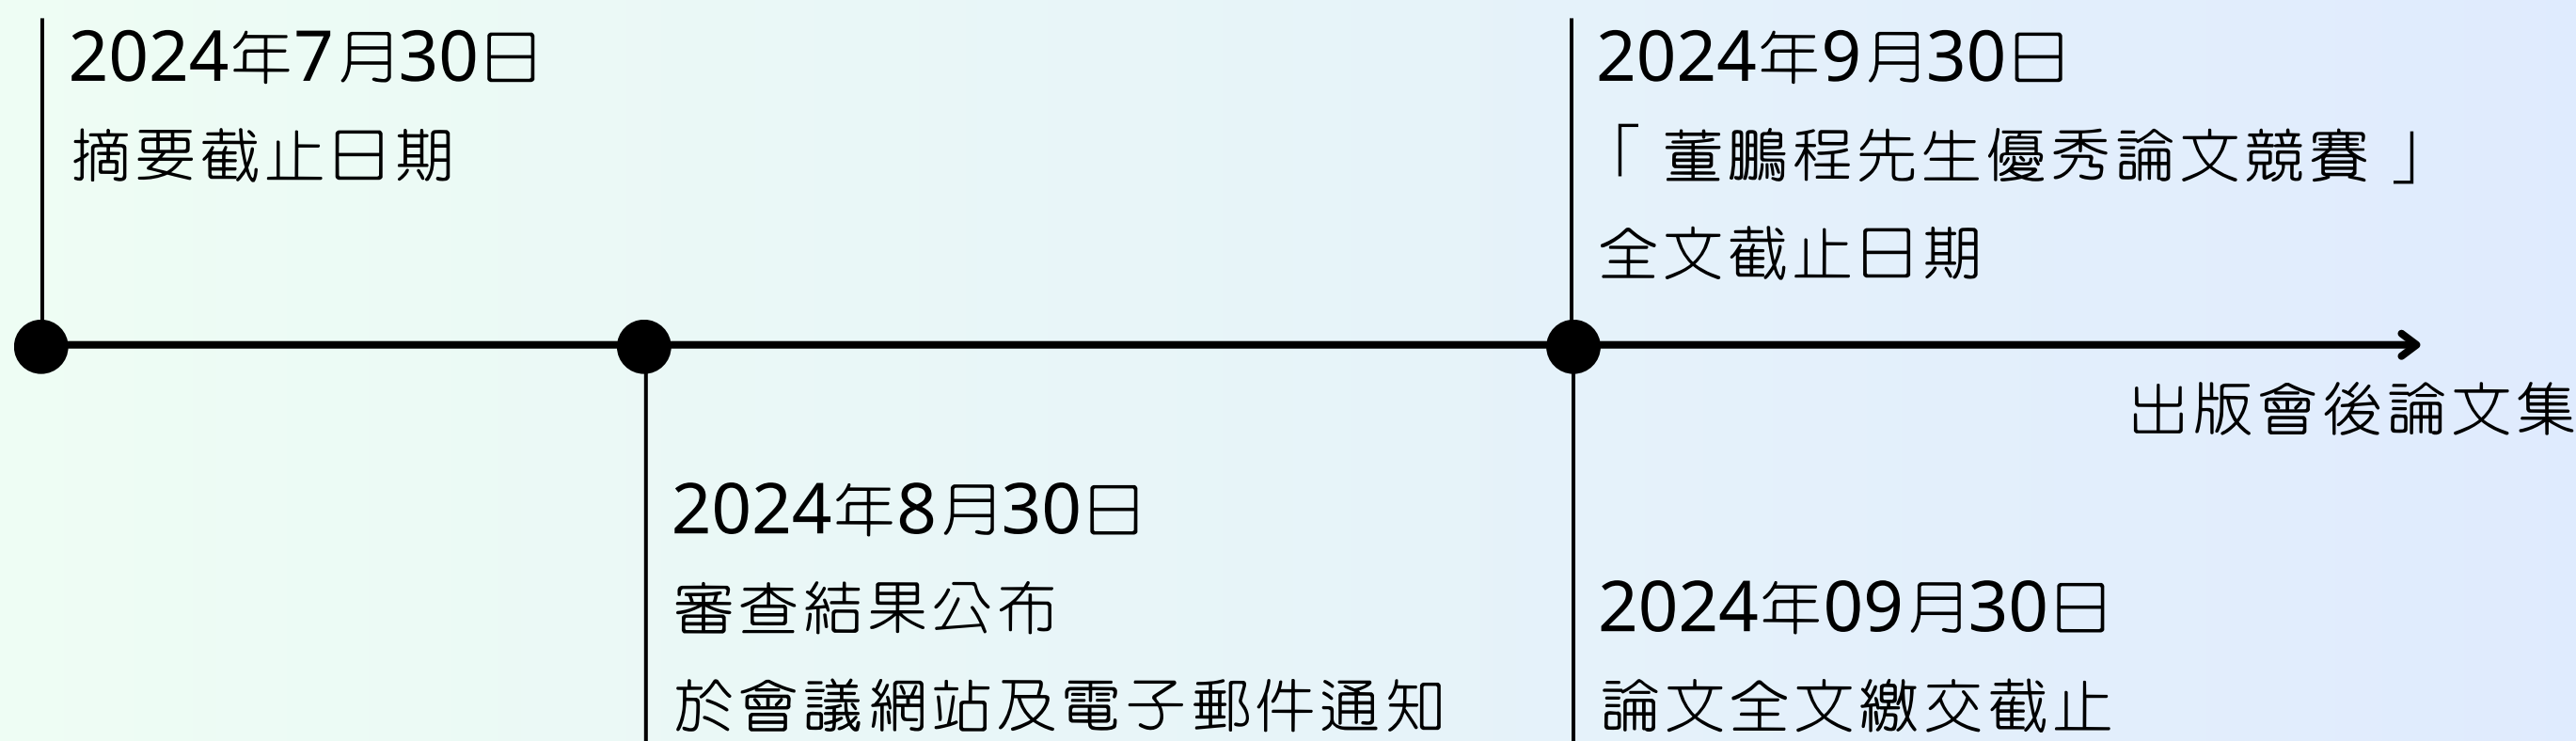 2024年7月30日
摘要截止日期
2024年8月30日
審查結果公布
於會議網站及電子郵件通知
2024年9月30日
「 董鵬程先生優秀論文競賽 」
全文截止日期
2024年09月30日
論文全文繳交截止
出版會後論文集